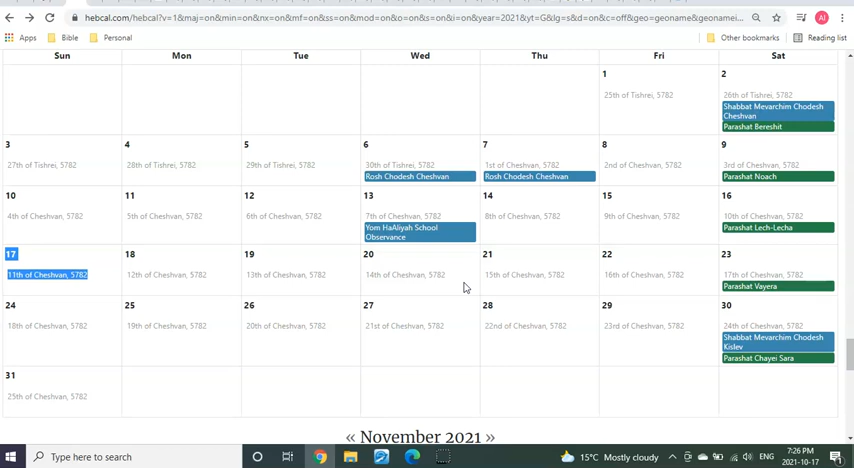 hebcal.com/hebcal?v=1&maj=on&min=on&nx=on&mf=on&ss=on&mod=on&o=on&s=on&i=on&year=2021&yt=G&lg=s&d=on&c=off&geo=geoname&geonamei...
AI
Apps Bible Personal Other bookmarks Reading list
Sun Mon Tue Wed Thu Fri Sat
1 2
25th of Tishrei, 5782 26th of Tishrei, 5782
Shabbat Mevarchim Chodesh
Cheshvan
Parashat Bereshit
3 4 5 6 7 8 9
27th of Tishrei, 5782 28th of Tishrei, 5782 29th of Tishrei, 5782 30th of Tishrei, 5782 1st of Cheshvan, 5782 2nd of Cheshvan, 5782 3rd of Cheshvan, 5782
Rosh Chodesh Cheshvan Rosh Chodesh Cheshvan Parashat Noach
10 11 12 13 14 15 16
4th of Cheshvan, 5782 5th of Cheshvan, 5782 6th of Cheshvan, 5782 7th of Cheshvan, 5782 8th of Cheshvan, 5782 9th of Cheshvan, 5782 10th of Cheshvan, 5782
Yom HaAliyah School
Observance
Parashat Lech-Lecha
17 18 19 20 21 22 23
11th of Cheshvan, 5782 12th of Cheshvan, 5782 13th of Cheshvan, 5782 14th of Cheshvan, 5782 15th of Cheshvan, 5782 16th of Cheshvan, 5782 17th of Cheshvan, 5782
Parashat Vayera
24 25 26 27 28 29 30
18th of Cheshvan, 5782 19th of Cheshvan, 5782 20th of Cheshvan, 5782 21st of Cheshvan, 5782 22nd of Cheshvan, 5782 23rd of Cheshvan, 5782 24th of Cheshvan, 5782
Shabbat Mevarchim Chodesh
Kislev
Parashat Chayei Sara
31
25th of Cheshvan, 5782
« November 2021 »
Type here to search 15°C Mostly cloudy ENG 7:26 PM
2021-10-17